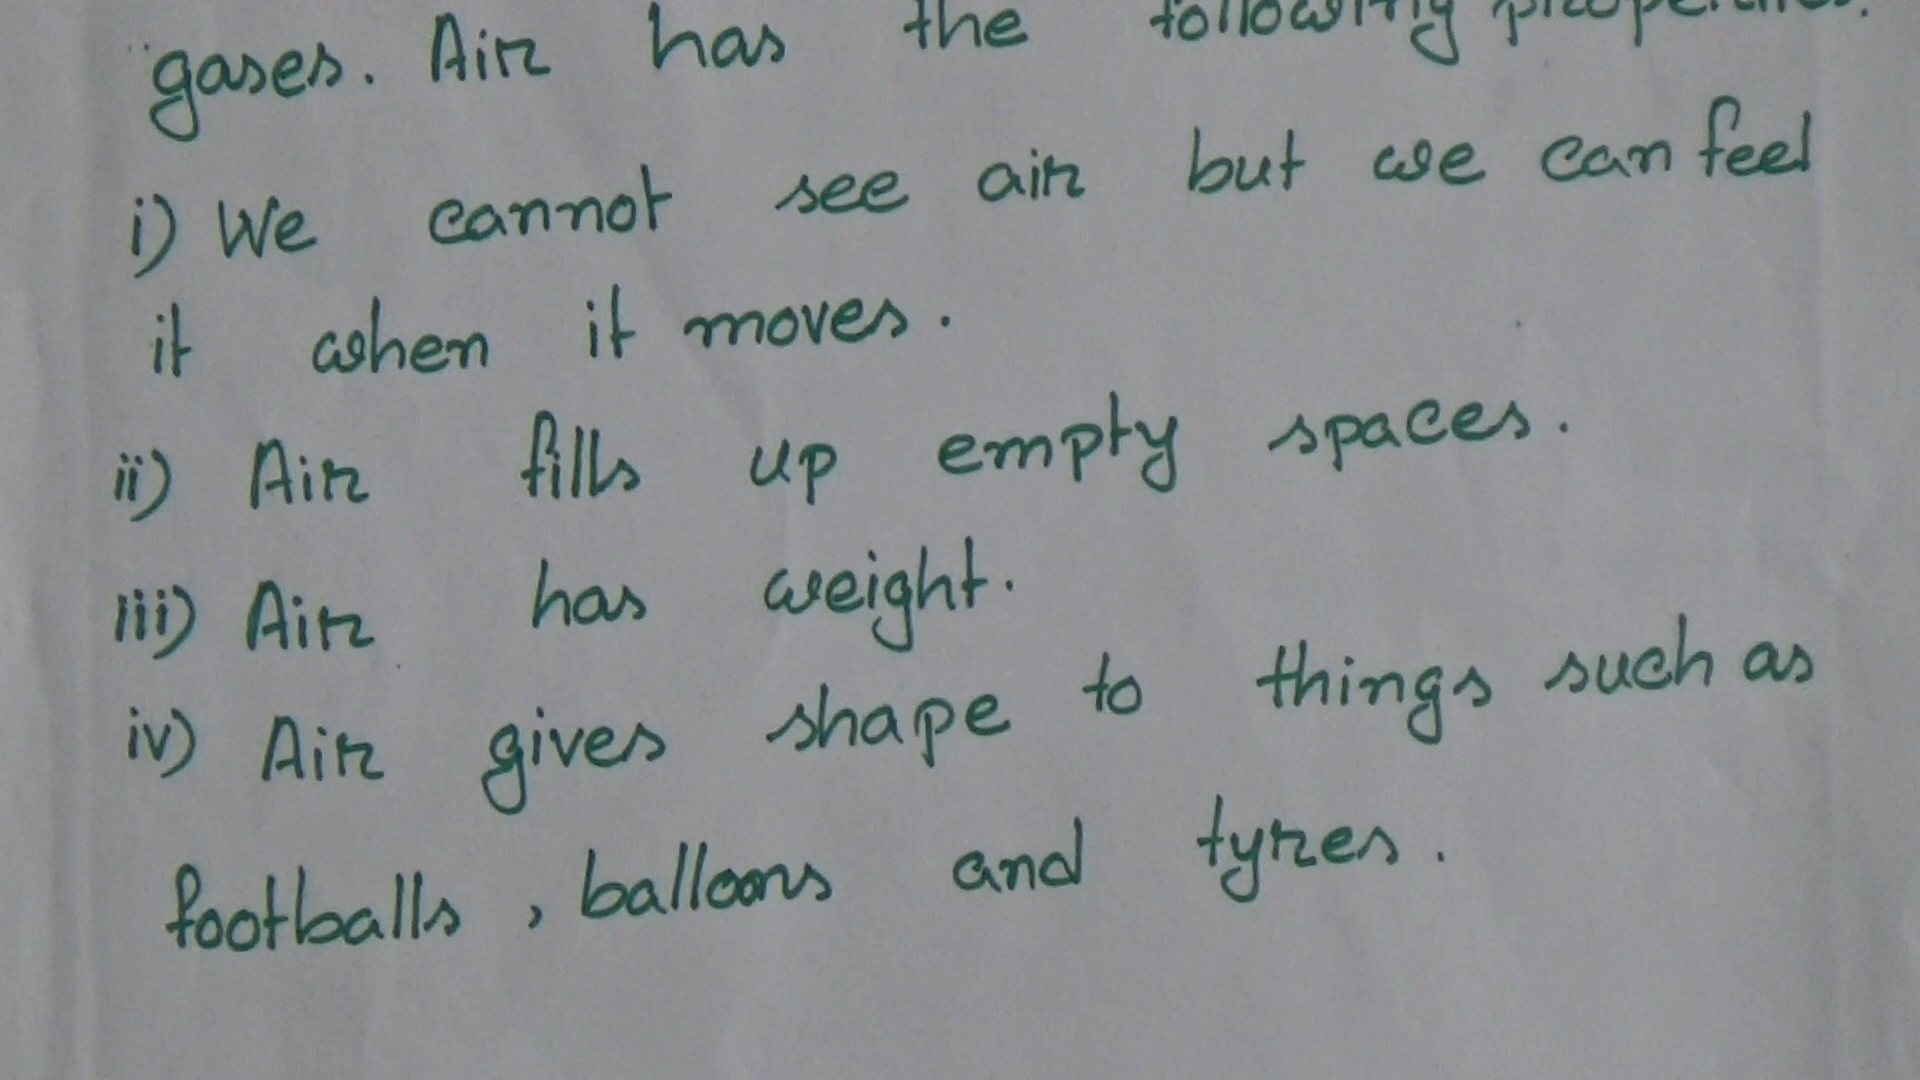 gases. Air has the following properties.
i) We cannot see air but we can feel
it when it moves.
ii) Air fills up empty spaces.
iii) Air has weight.
iv) Air gives shape to things such as
footballs, balloons and tyres.